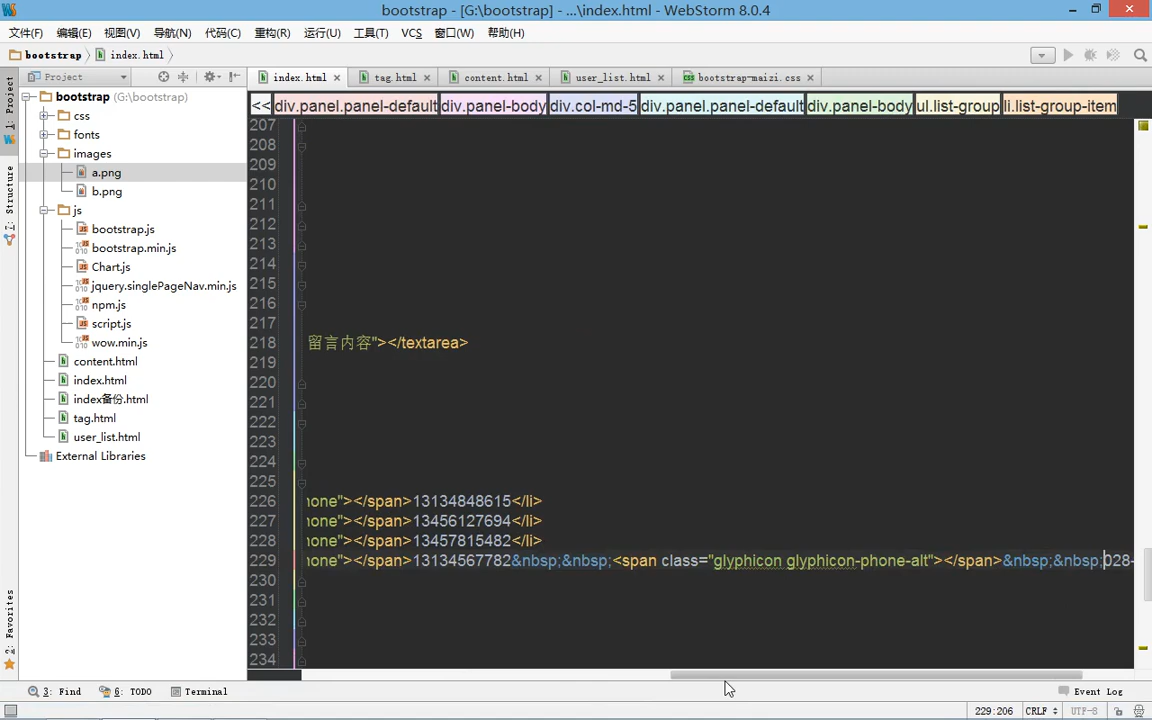 bootstrap - [G:\bootstrap] - ...\index.html - WebStorm 8.0.4
文件(F) 编辑(E) 视图(V) 导航(N) 代码(C) 重构(R) 运行(U) 工具(T) VCS 窗口(W) 帮助(H)
bootstrap index.html
Project index.html tag.html content.html user_list.html bootstrap-maizi.css
<< div.panel.panel-default div.panel-body div.col-md-5 div.panel.panel-default div.panel-body ul.list-group li.list-group-item
1: Project
Structure
2: Favorites
bootstrap (G:\bootstrap)
css
fonts
images
a.png
b.png
js
bootstrap.js
bootstrap.min.js
Chart.js
jquery.singlePageNav.min.js
npm.js
script.js
wow.min.js
content.html
index.html
index备份.html
tag.html
user_list.html
External Libraries
207
208
209
210
211
212
213
214
215
216
217
218 留言内容"></textarea>
219
220
221
222
223
224
225
226 hone"></span>13134848615</li>
227 hone"></span>13456127694</li>
228 hone"></span>13457815482</li>
229 hone"></span>13134567782&nbsp;&nbsp;<span class="glyphicon glyphicon-phone-alt"></span>&nbsp;&nbsp;028-
230
231
232
233
234
3: Find 6: TODO Terminal Event Log
229:206 CRLF UTF-8